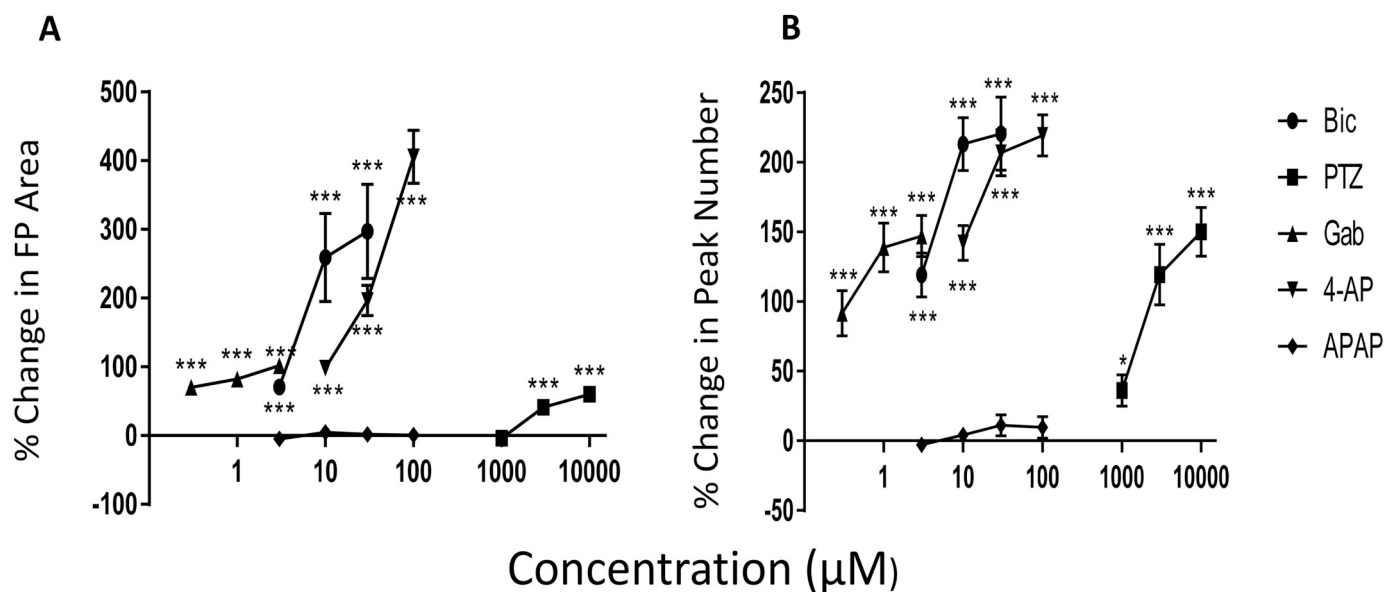 A
% Change in FP Area
500
400
300
200
100
0
-100
*** *** *** *** *** *** *** *** *** *** *** ***
1 10 100 1000 10000
B
% Change in Peak Number
250
200
150
100
50
0
-50
*** *** *** *** *** *** *** *** *** * *** ***
1 10 100 1000 10000
Bic
PTZ
Gab
4-AP
APAP
Concentration (μM)